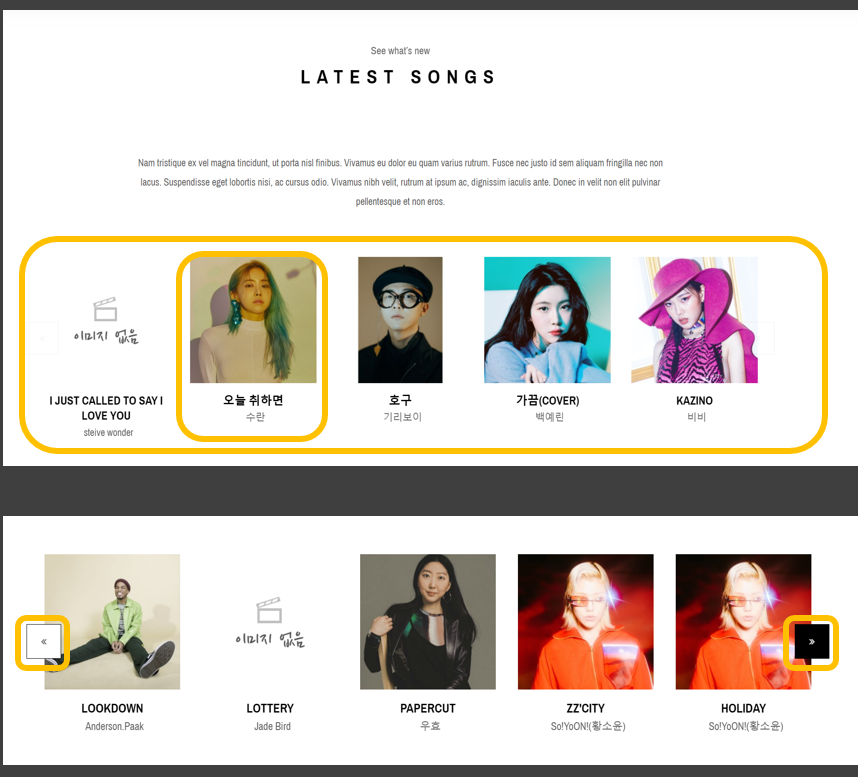 See what's new
LATEST SONGS
Nam tristique ex vel magna tincidunt, ut porta nisl finibus. Vivamus eu dolor eu quam varius rutrum. Fusce nec justo id sem aliquam fringilla nec non
lacus. Suspendisse eget lobortis nisi, ac cursus odio. Vivamus nibh velit, rutrum at ipsum ac, dignissim iaculis ante. Donec in velit non elit pulvinar
pellentesque et non eros.
이미지 없음
I JUST CALLED TO SAY I
LOVE YOU
steive wonder
오늘 취하면
수란
호구
기리보이
가끔(COVER)
백예린
KAZINO
비비
«
»
LOOKDOWN
Anderson.Paak
이미지 없음
LOTTERY
Jade Bird
PAPERCUT
우효
ZZ'CITY
So!YoON!(황소윤)
HOLIDAY
So!YoON!(황소윤)